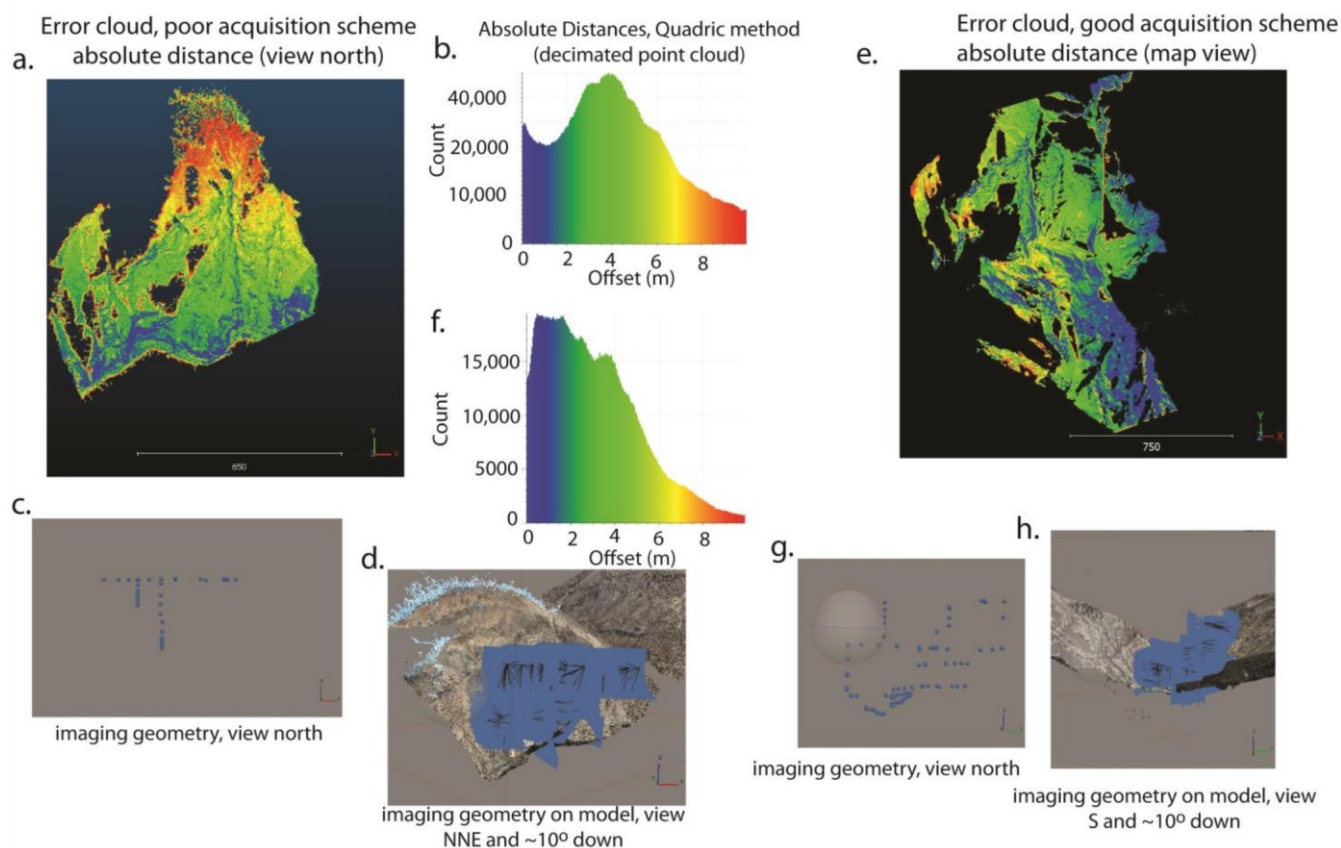 Error cloud, poor acquisition scheme
absolute distance (view north)
a.
650
Y
Z
X
Absolute Distances, Quadric method
(decimated point cloud)
b.
40,000
20,000
10,000
0
Count
0 2 4 6 8
Offset (m)
Error cloud, good acquisition scheme
absolute distance (map view)
e.
750
Y
Z
X
f.
15,000
10,000
5000
0
Count
0 2 4 6 8
Offset (m)
c.
imaging geometry, view north
d.
imaging geometry on model, view
NNE and ~10º down
g.
imaging geometry, view north
h.
imaging geometry on model, view
S and ~10º down